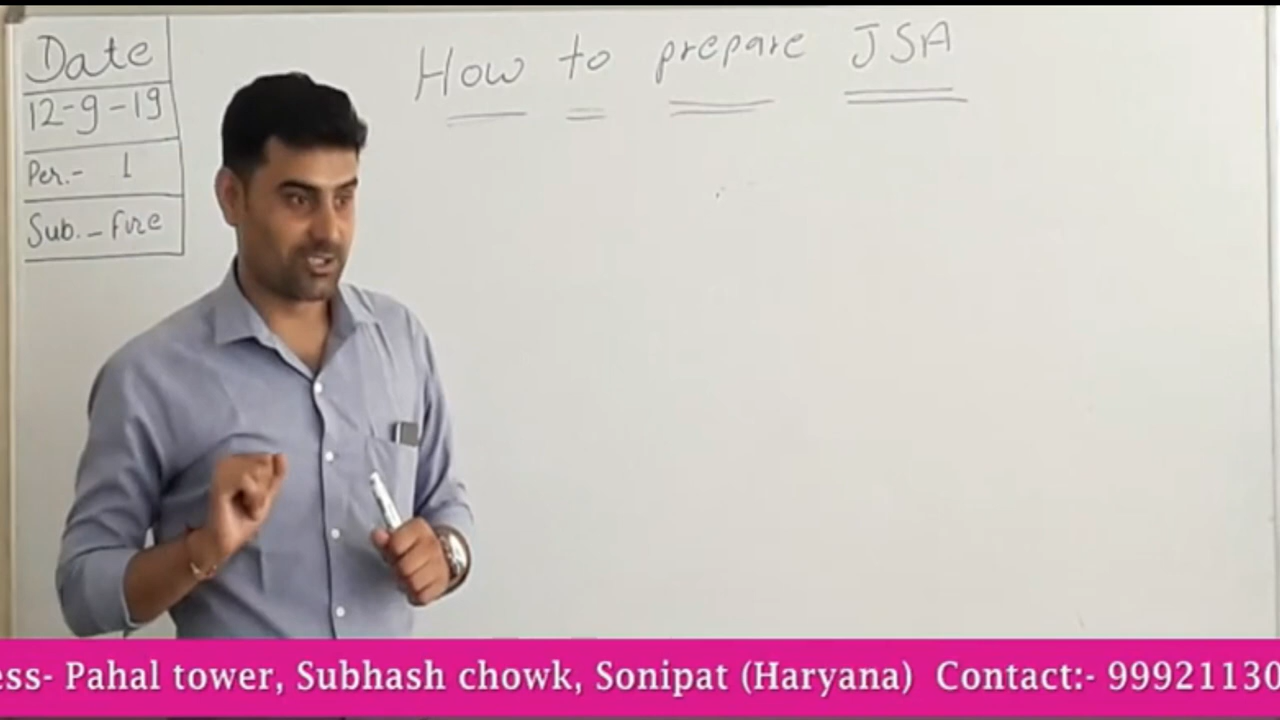 Date
12-9-19
Per.- 1
Sub.- Fire
How to prepare JSA
ess- Pahal tower, Subhash chowk, Sonipat (Haryana) Contact:- 99921130